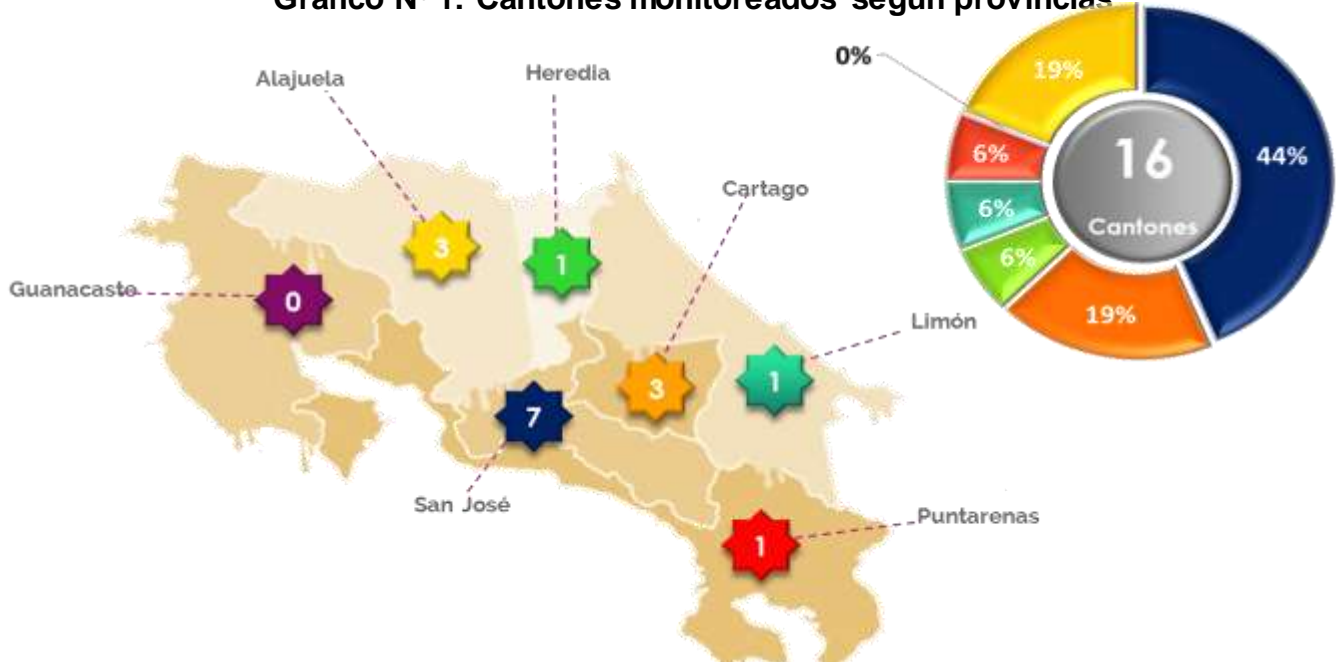 Gráfico Nº 1: Cantones monitoreados según provincias
0%
19%
44%
6%
6%
6%
19%
16
Cantones
Alajuela
Heredia
Cartago
Guanacaste
Limón
San José
Puntarenas
3
1
0
3
1
7
1